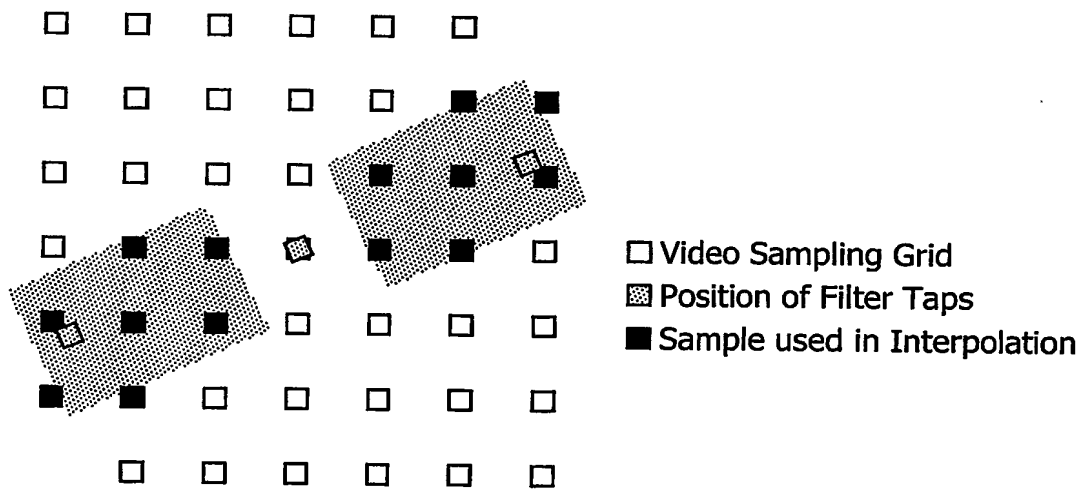 Video Sampling Grid
Position of Filter Taps
Sample used in Interpolation